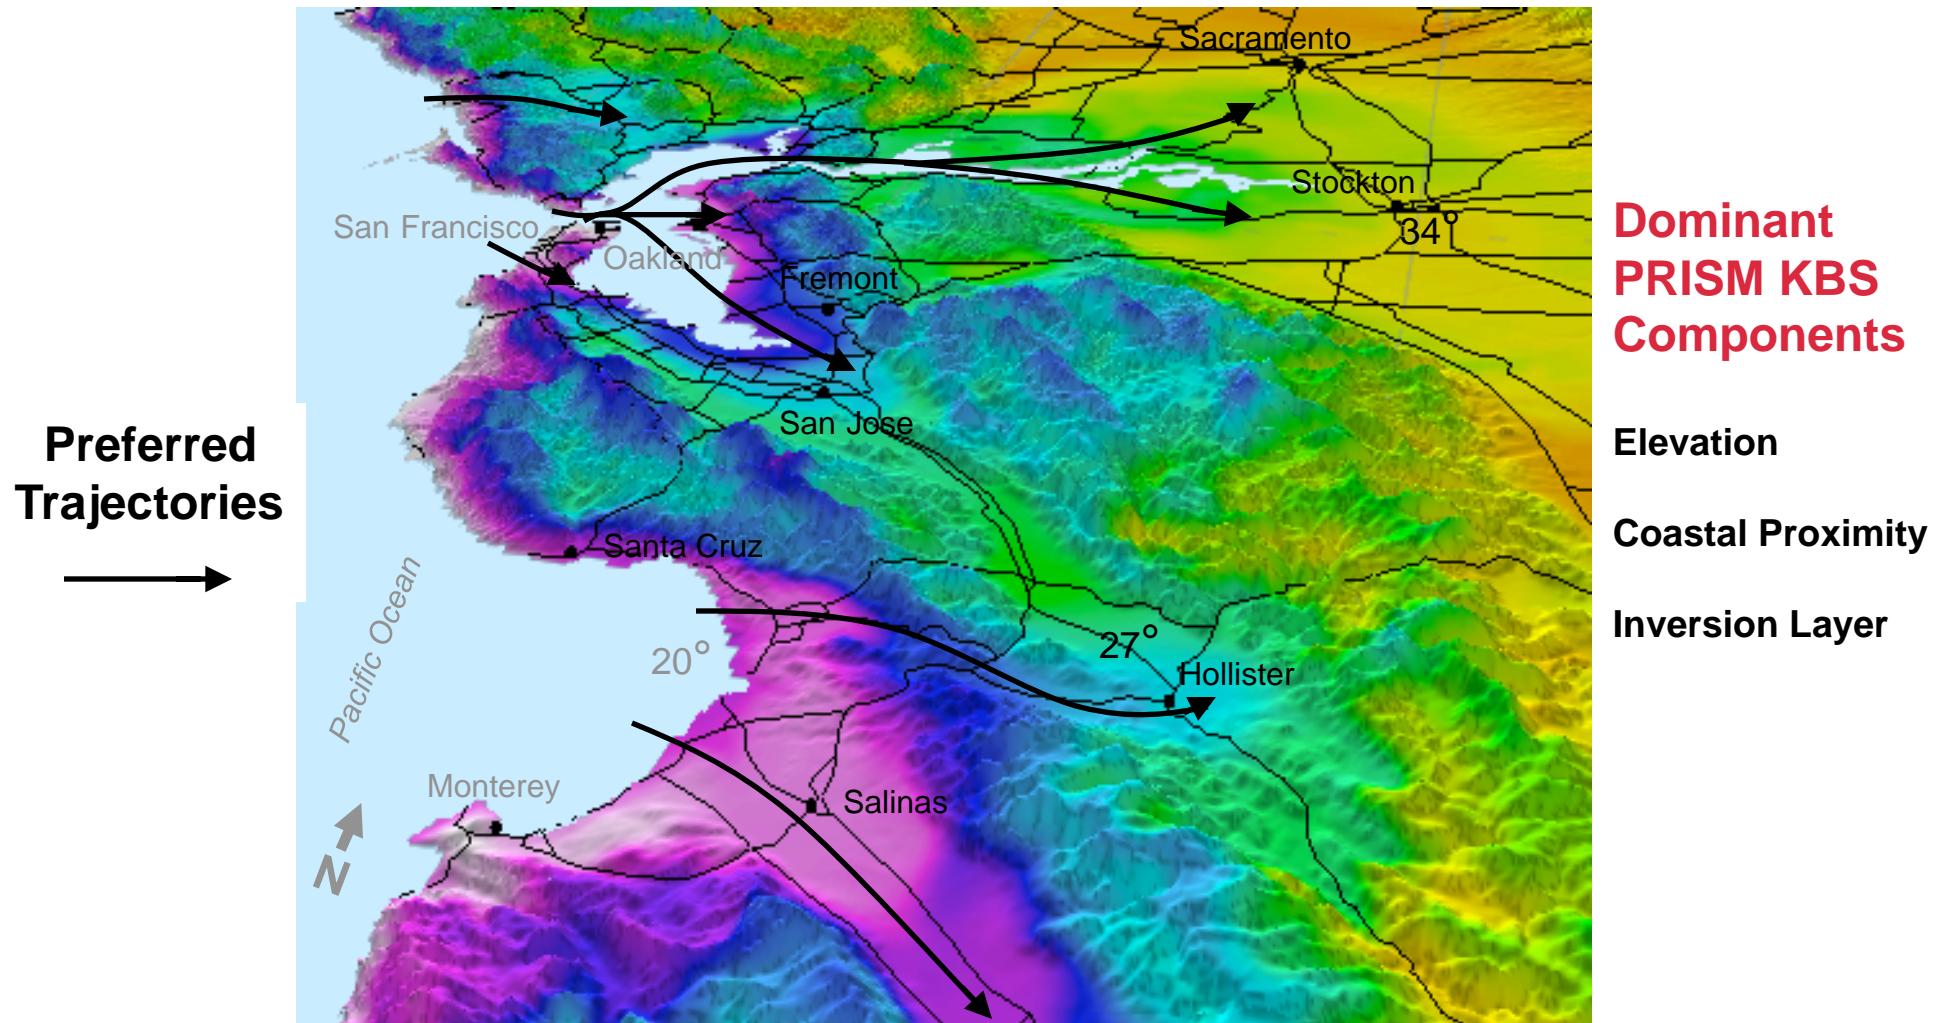 Sacramento
Stockton
34°
San Francisco
Oakland
Fremont
San Jose
Santa Cruz
20°
27°
Hollister
Pacific Ocean
Monterey
Salinas
N
Preferred
Trajectories
Dominant
PRISM KBS
Components
Elevation
Coastal Proximity
Inversion Layer